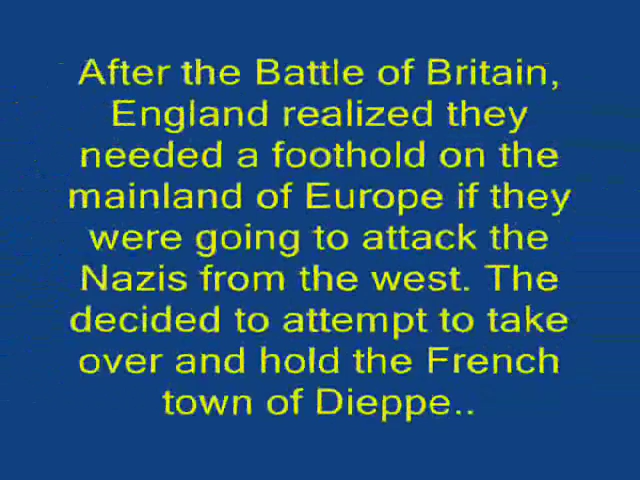 After the Battle of Britain,
England realized they
needed a foothold on the
mainland of Europe if they
were going to attack the
Nazis from the west. The
decided to attempt to take
over and hold the French
town of Dieppe..